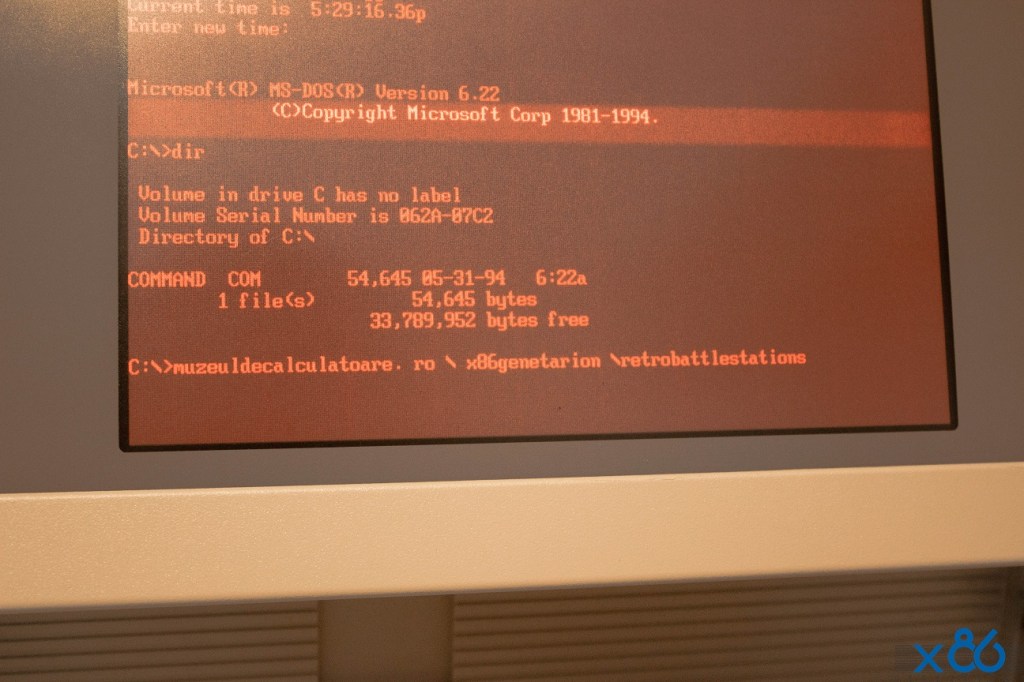 Current time is  5:29:16.36p
Enter new time:
Microsoft(R) MS-DOS(R) Version 6.22
(C)Copyright Microsoft Corp 1981-1994.
C:\>dir
Volume in drive C has no label
Volume Serial Number is 062A-07C2
Directory of C:\
COMMAND  COM        54,645 05-31-94   6:22a
1 file(s)         54,645 bytes
33,789,952 bytes free
C:\>muzeuldecalculatoare. ro \ x86genetarion \retrobattlestations
x86